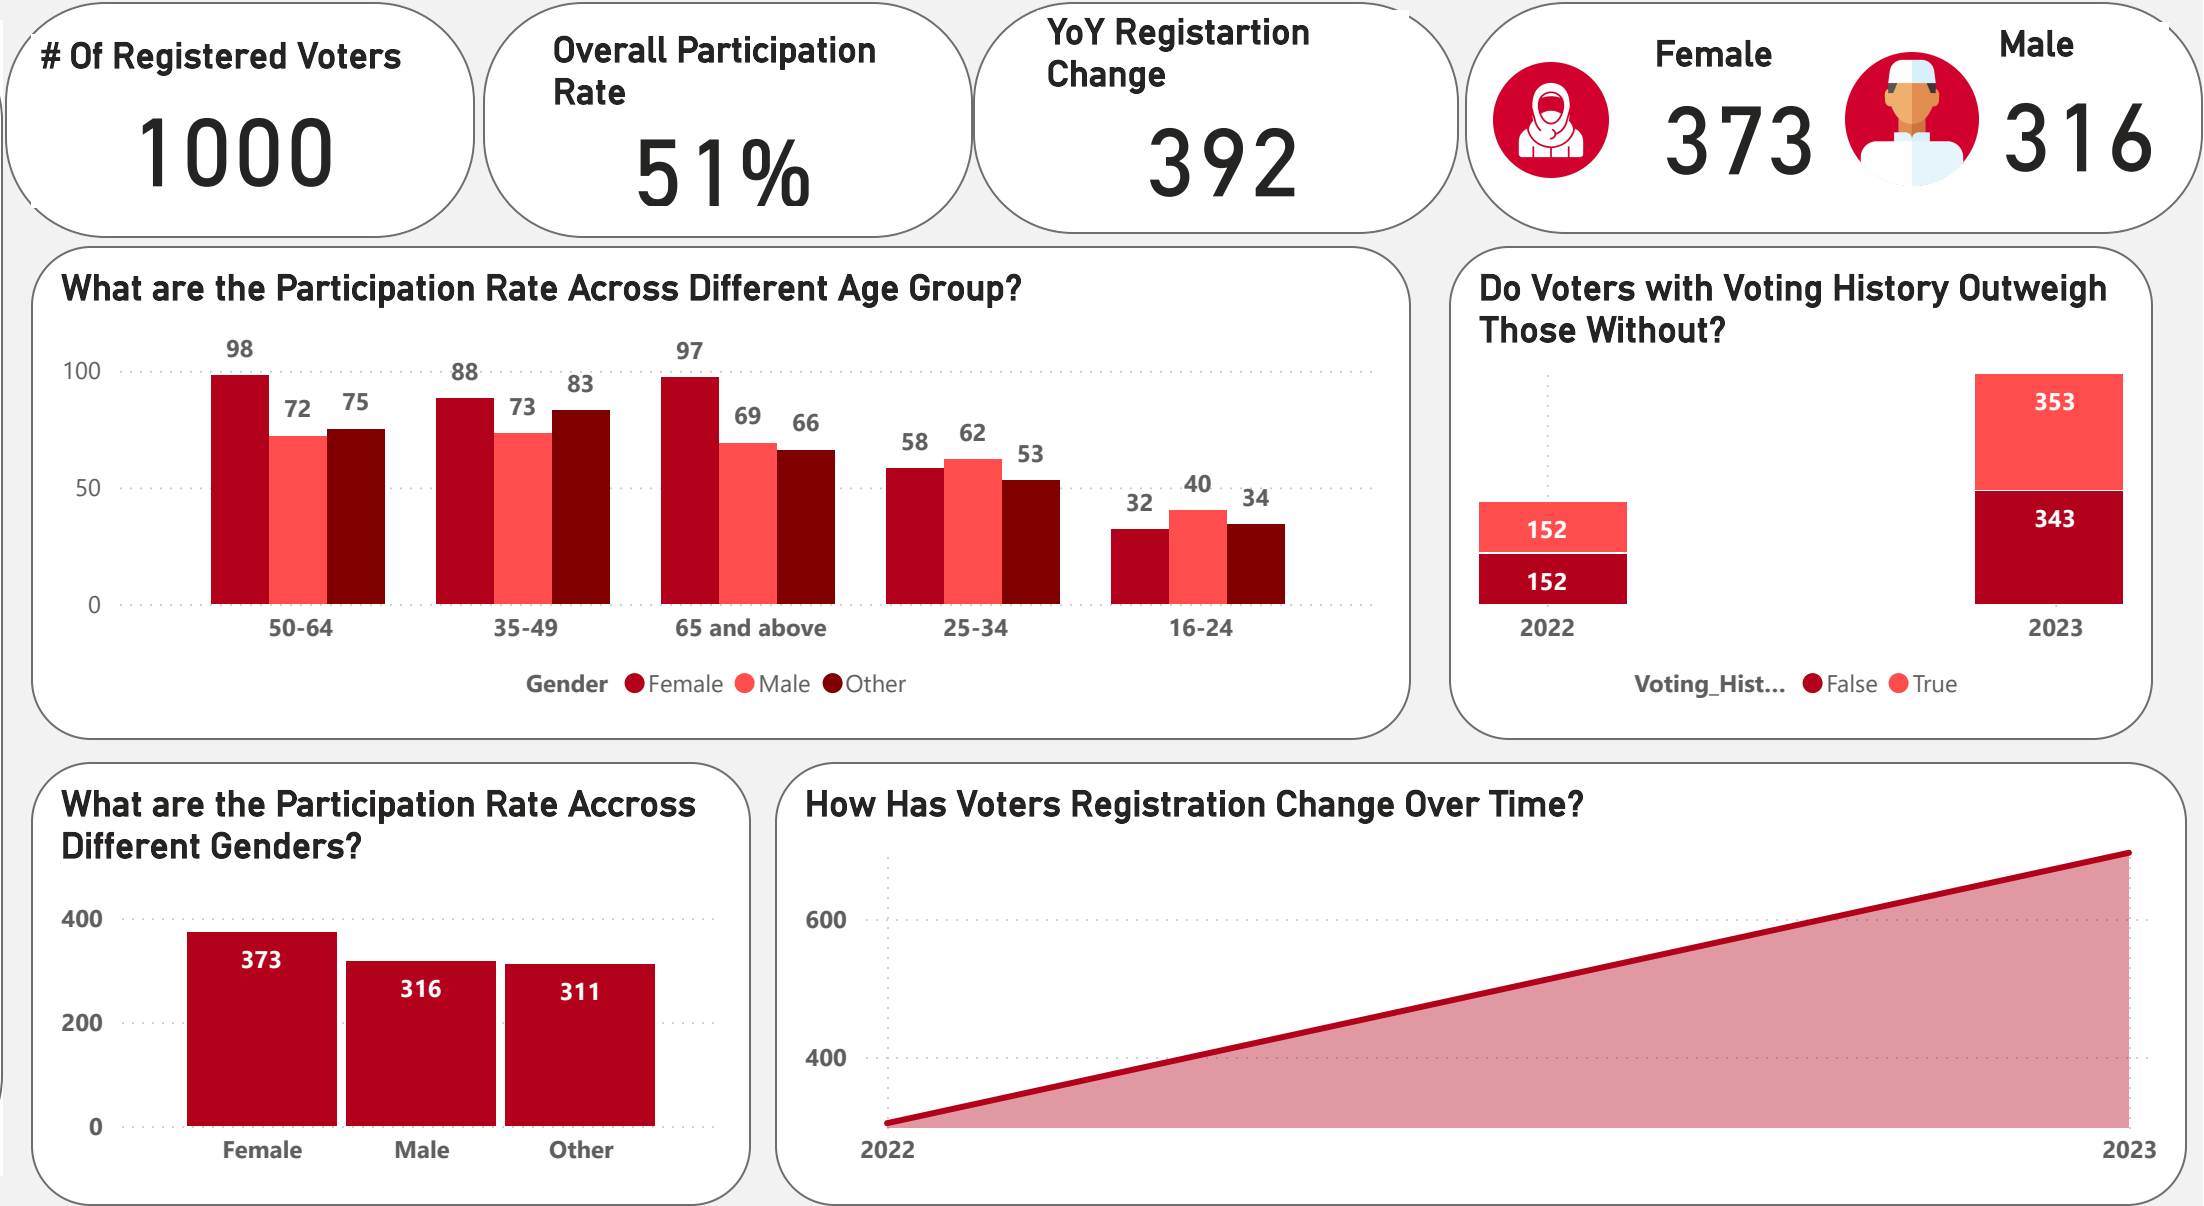 # Of Registered Voters
1000
Overall Participation
Rate
51%
YoY Registartion
Change
392
Female
373
Male
316
What are the Participation Rate Across Different Age Group?
100
50
0
98
72
75
88
73
83
97
69
66
58
62
53
32
40
34
50-64
35-49
65 and above
25-34
16-24
Gender Female Male Other
Do Voters with Voting History Outweigh
Those Without?
152
152
353
343
2022
2023
Voting_Hist... False True
What are the Participation Rate Accross
Different Genders?
400
200
0
373
316
311
Female
Male
Other
How Has Voters Registration Change Over Time?
600
400
2022
2023